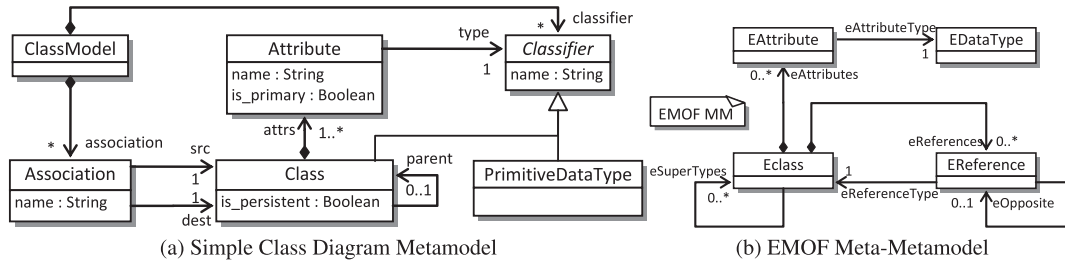 ClassModel
* classifier
Attribute
name : String
is_primary : Boolean
type
1
Classifier
name : String
attrs
1..*
* association
Association
name : String
src
1
1
dest
Class
is_persistent : Boolean
parent
0..1
PrimitiveDataType
(a) Simple Class Diagram Metamodel
EAttribute
eAttributeType
1
EDataType
0..*
eAttributes
EMOF MM
eReferences
0..*
eSuperTypes
0..*
Eclass
1
eReferenceType
EReference
0..1
eOpposite
(b) EMOF Meta-Metamodel